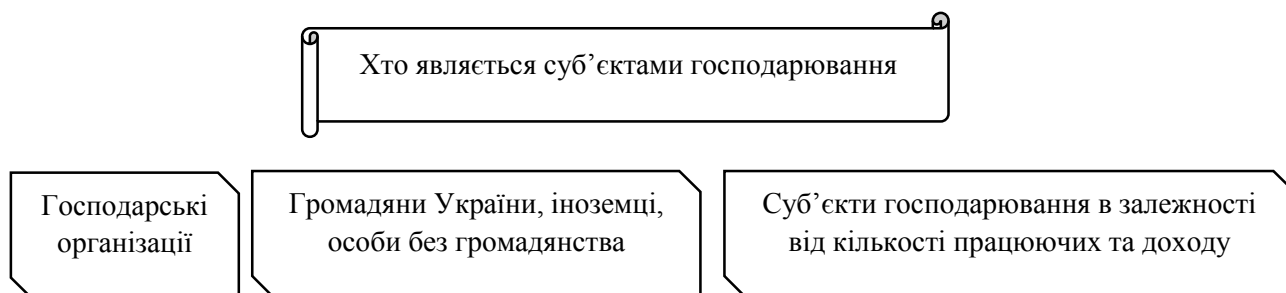 Хто являється суб’єктами господарювання
Господарські
організації
Громадяни України, іноземці,
особи без громадянства
Суб’єкти господарювання в залежності
від кількості працюючих та доходу